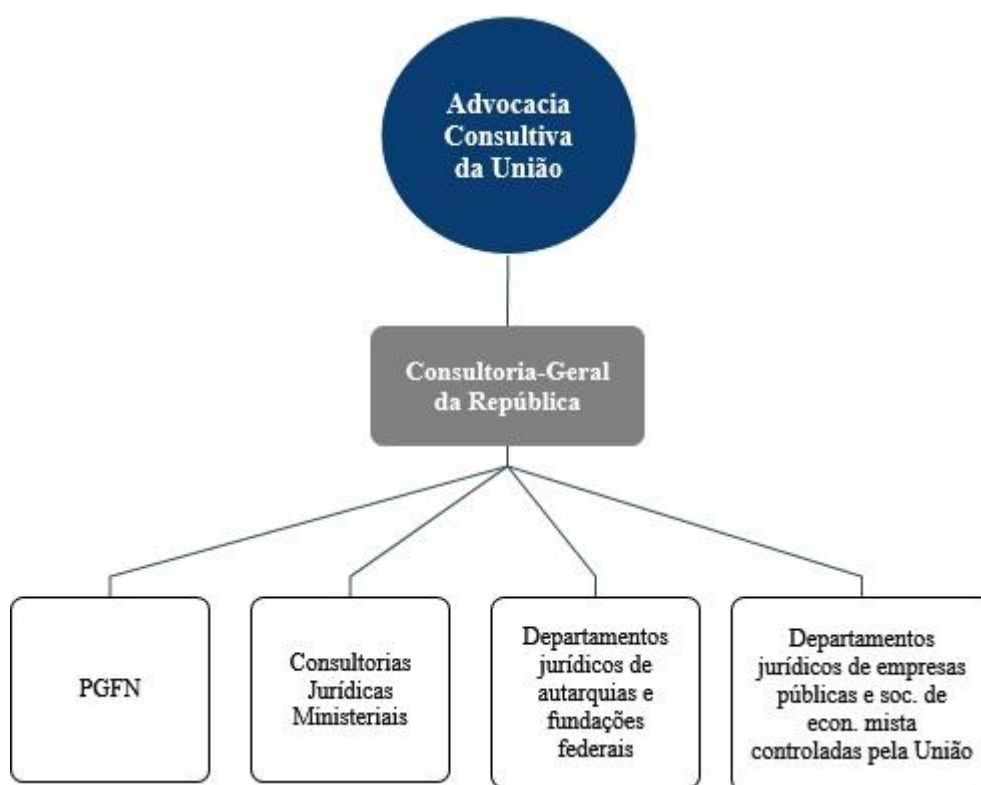 Advocacia
Consultiva
da União
Consultoria-Geral
da República
PGFN
Consultorias
Jurídicas
Ministeriais
Departamentos
jurídicos de
autarquias e
fundações
federais
Departamentos
jurídicos de empresas
públicas e soc. de
econ. mista
controladas pela União